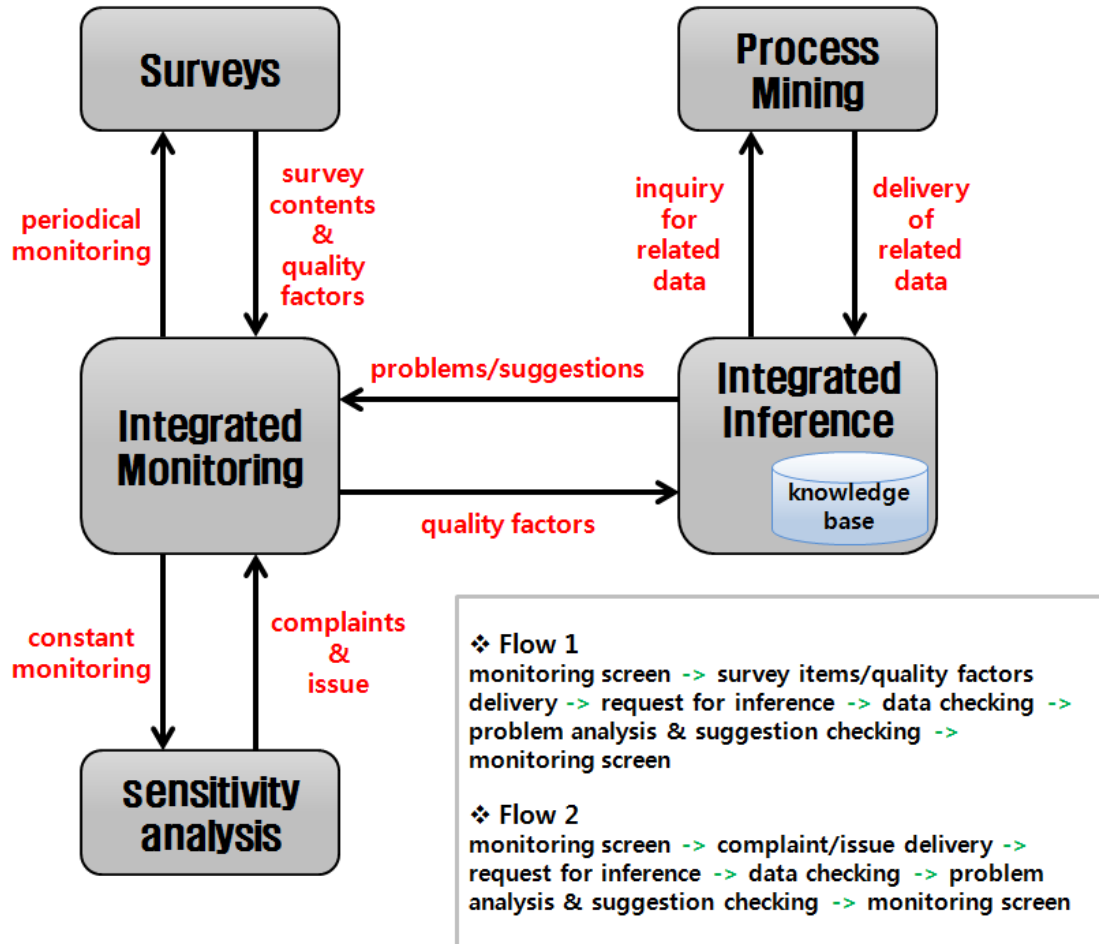 Surveys
Process
Mining
periodical
monitoring
survey
contents
&
quality
factors
inquiry
for
related
data
delivery
of
related
data
Integrated
Monitoring
problems/suggestions
quality factors
Integrated
Inference
knowledge
base
constant
monitoring
complaints
&
issue
sensitivity
analysis
❖ Flow 1
monitoring screen -> survey items/quality factors
delivery -> request for inference -> data checking ->
problem analysis & suggestion checking ->
monitoring screen
❖ Flow 2
monitoring screen -> complaint/issue delivery ->
request for inference -> data checking -> problem
analysis & suggestion checking -> monitoring screen